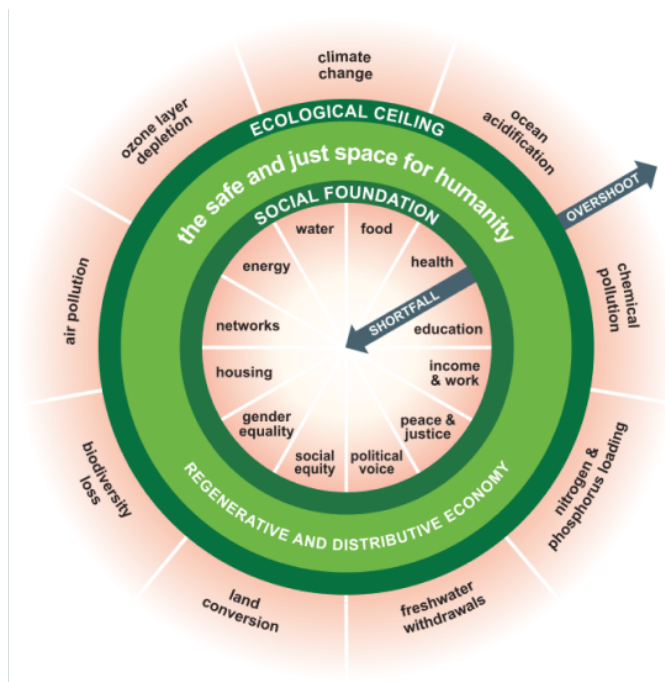 climate
change
ocean
acidification
chemical
pollution
nitrogen &
phosphorus loading
freshwater
withdrawals
land
conversion
biodiversity
loss
air pollution
ozone layer
depletion
ECOLOGICAL CEILING
the safe and just space for humanity
SOCIAL FOUNDATION
OVERSHOOT
SHORTFALL
water
food
health
education
income
& work
peace &
justice
political
voice
social
equity
gender
equality
housing
networks
energy
REGENERATIVE AND DISTRIBUTIVE ECONOMY